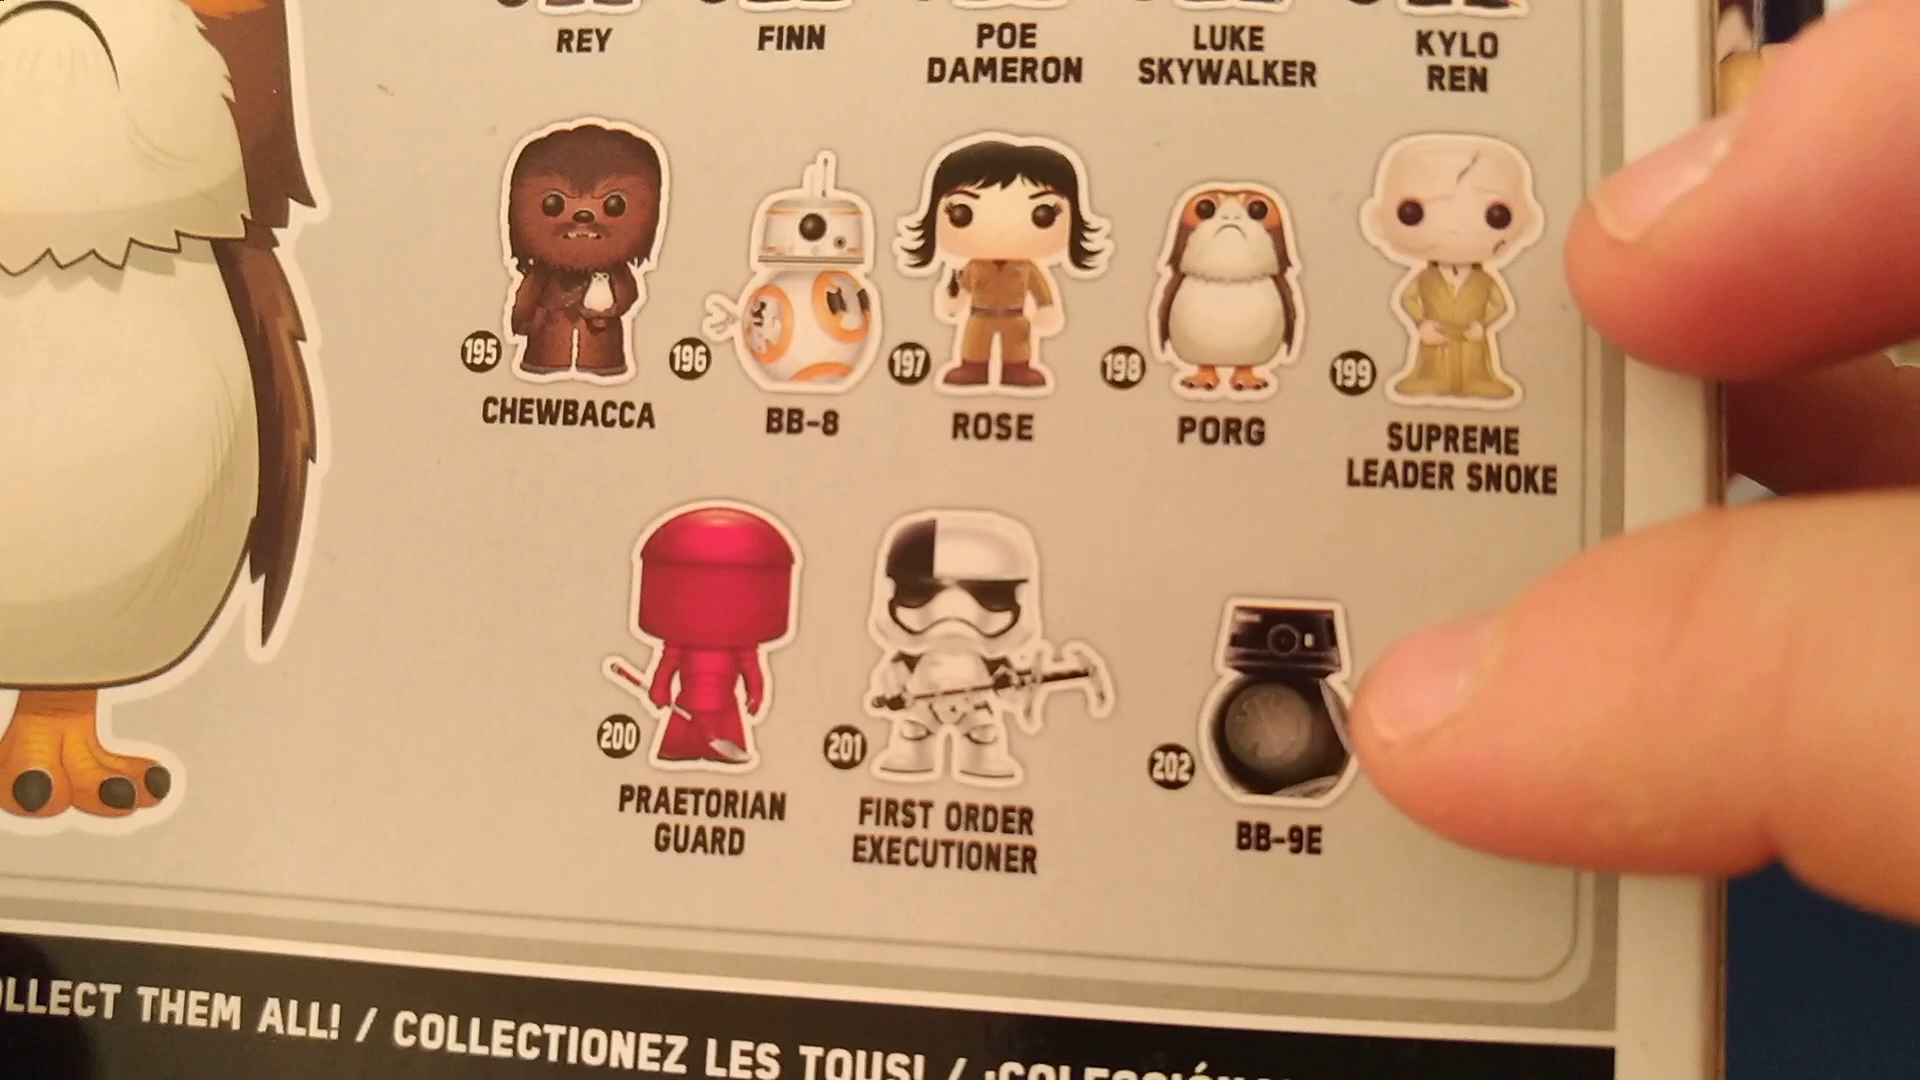 REY
FINN
POE
DAMERON
LUKE
SKYWALKER
KYLO
REN
195
CHEWBACCA
196
BB-8
197
ROSE
198
PORG
199
SUPREME
LEADER SNOKE
200
PRAETORIAN
GUARD
201
FIRST ORDER
EXECUTIONER
202
BB-9E
THEM ALL! / COLLECTIONEZ LES TOUS! /